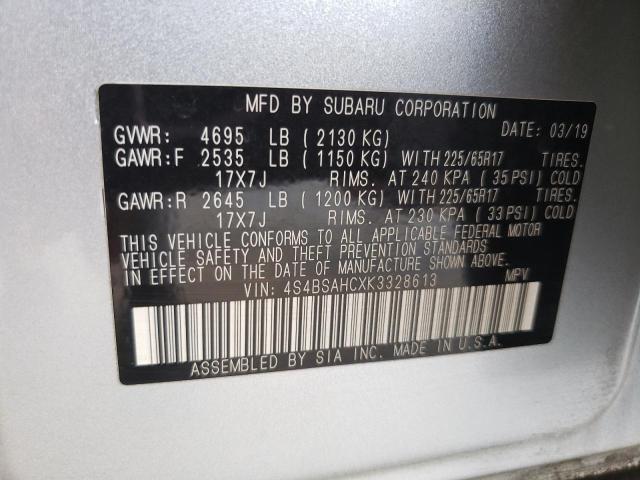 MFD BY SUBARU CORPORATION
GVWR: 4695 LB (2130 KG) DATE: 03/19
GAWR:F 2535 LB (1150 KG) WITH 225/65R17 TIRES.
17X7J RIMS. AT 240 KPA (35 PSI) COLD
GAWR:R 2645 LB (1200 KG) WITH 225/65R17 TIRES.
17X7J RIMS. AT 230 KPA (33 PSI) COLD
THIS VEHICLE CONFORMS TO ALL APPLICABLE FEDERAL MOTOR
VEHICLE SAFETY AND THEFT PREVENTION STANDARDS
IN EFFECT ON THE DATE OF MANUFACTURE SHOWN ABOVE.
VIN: 4S4BSAHCXK3328613 MPV
ASSEMBLED BY SIA INC. MADE IN U.S.A.